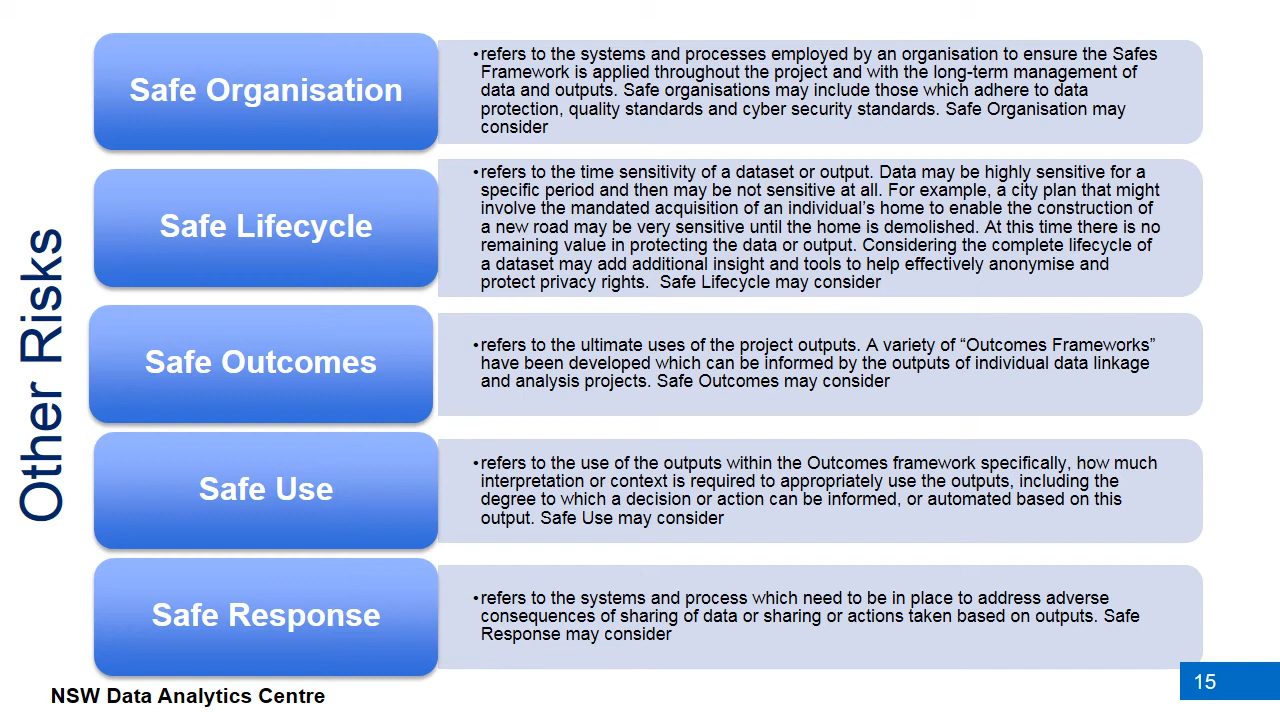 Other Risks
Safe Organisation
•refers to the systems and processes employed by an organisation to ensure the Safes
Framework is applied throughout the project and with the long-term management of
data and outputs. Safe organisations may include those which adhere to data
protection, quality standards and cyber security standards. Safe Organisation may
consider
Safe Lifecycle
•refers to the time sensitivity of a dataset or output. Data may be highly sensitive for a
specific period and then may be not sensitive at all. For example, a city plan that might
involve the mandated acquisition of an individual’s home to enable the construction of
a new road may be very sensitive until the home is demolished. At this time there is no
remaining value in protecting the data or output. Considering the complete lifecycle of
a dataset may add additional insight and tools to help effectively anonymise and
protect privacy rights.  Safe Lifecycle may consider
Safe Outcomes
•refers to the ultimate uses of the project outputs. A variety of “Outcomes Frameworks”
have been developed which can be informed by the outputs of individual data linkage
and analysis projects. Safe Outcomes may consider
Safe Use
•refers to the use of the outputs within the Outcomes framework specifically, how much
interpretation or context is required to appropriately use the outputs, including the
degree to which a decision or action can be informed, or automated based on this
output. Safe Use may consider
Safe Response
•refers to the systems and process which need to be in place to address adverse
consequences of sharing of data or sharing or actions taken based on outputs. Safe
Response may consider
NSW Data Analytics Centre
15